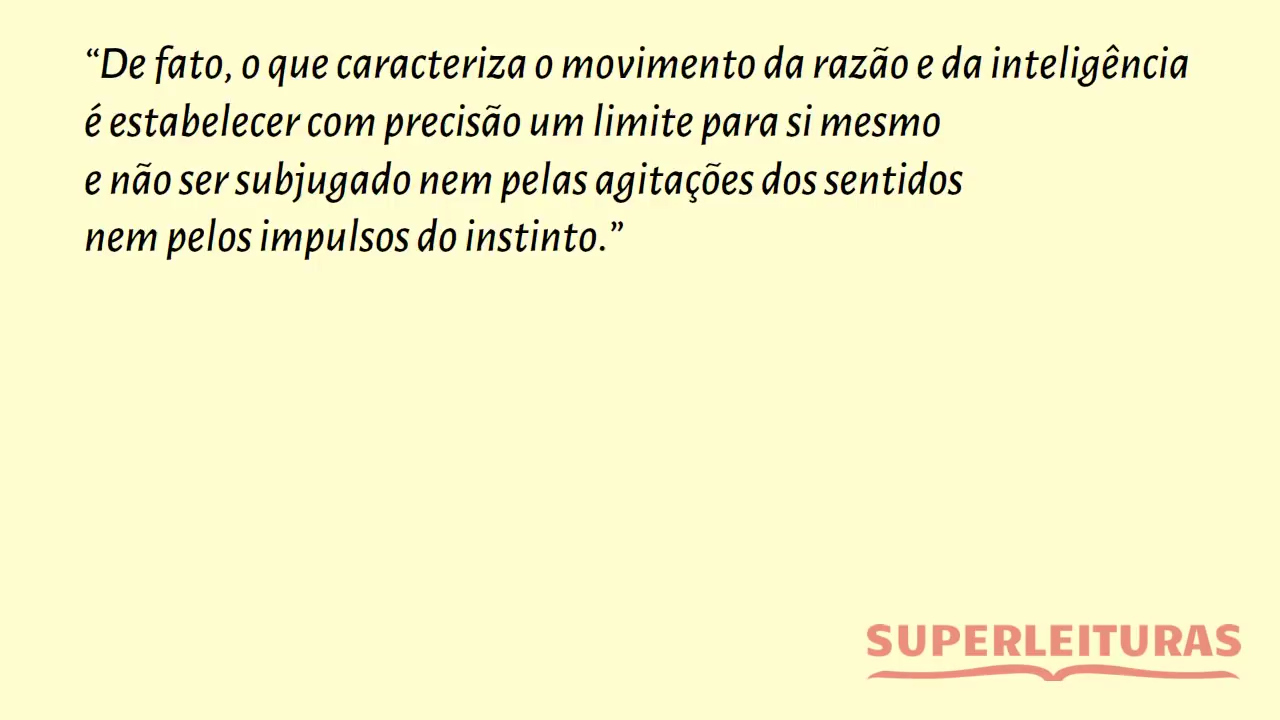 “De fato, o que caracteriza o movimento da razão e da inteligência
é estabelecer com precisão um limite para si mesmo
e não ser subjugado nem pelas agitações dos sentidos
nem pelos impulsos do instinto.”
SUPERLEITURAS